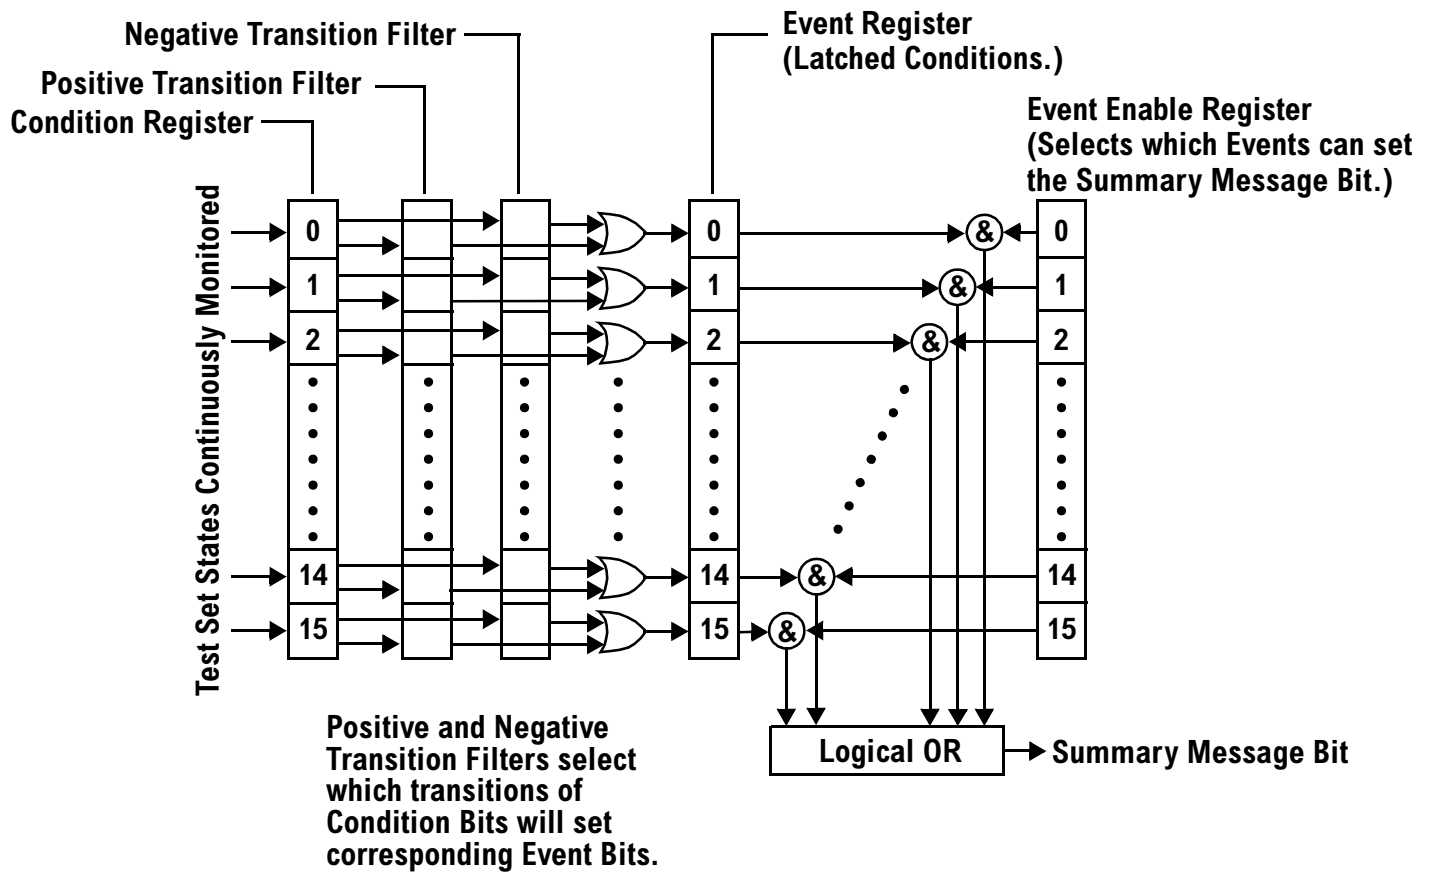 Negative Transition Filter
Positive Transition Filter
Condition Register
Event Register
(Latched Conditions.)
Event Enable Register
(Selects which Events can set
the Summary Message Bit.)
Test Set States Continuously Monitored
0
0
&
0
1
1
&
1
2
2
&
2
14
14
&
14
15
15
&
15
Positive and Negative
Transition Filters select
which transitions of
Condition Bits will set
corresponding Event Bits.
Logical OR
Summary Message Bit